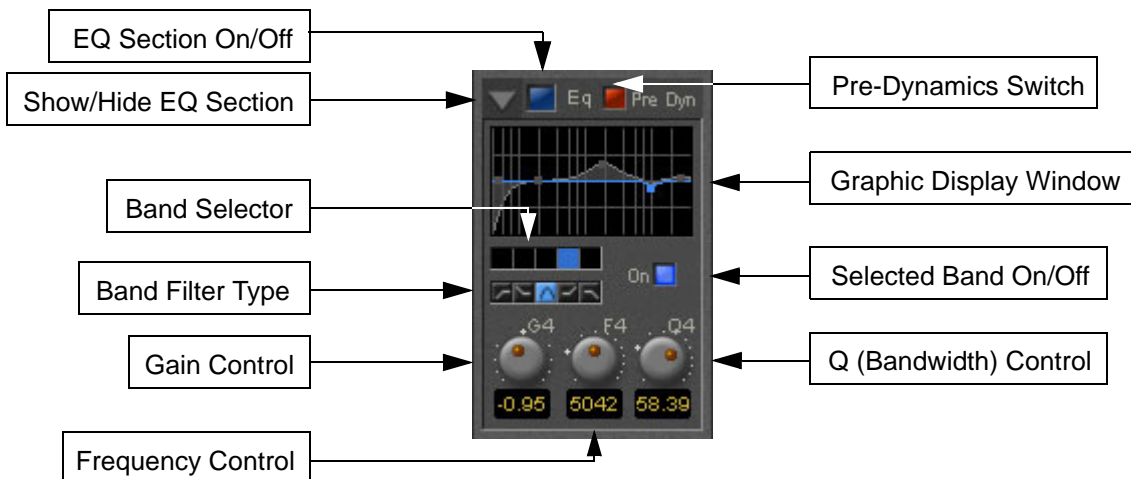 EQ Section On/Off
Show/Hide EQ Section
Pre-Dynamics Switch
Eq Pre Dyn
Graphic Display Window
Band Selector
On
Selected Band On/Off
Band Filter Type
G4 F4 Q4
Gain Control
Q (Bandwidth) Control
-0.95 5042 58.39
Frequency Control